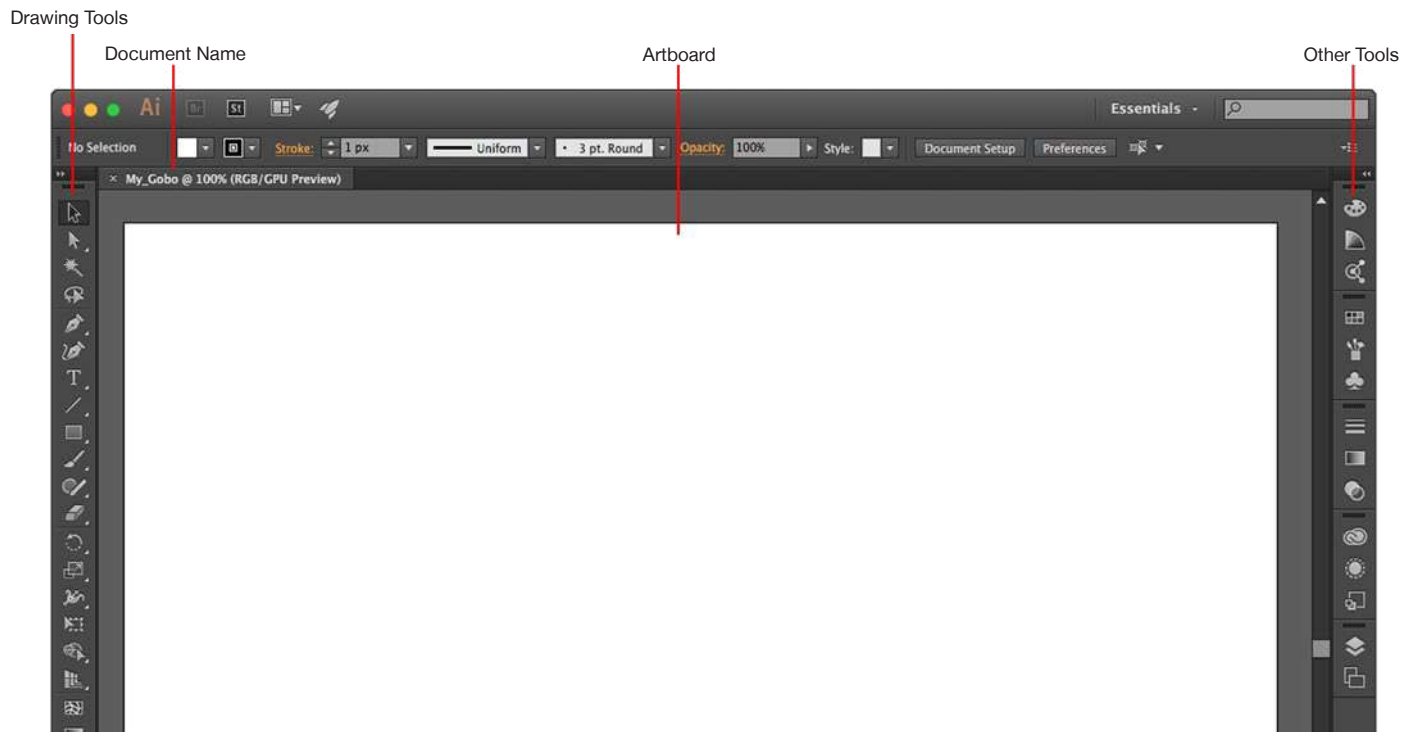 Drawing Tools
Document Name
Artboard
Other Tools
Ai Br St Essentials
No Selection Stroke: 1 px Uniform 3 pt. Round Opacity: 100% Style: Document Setup Preferences
× My_Gobo @ 100% (RGB/GPU Preview)
T